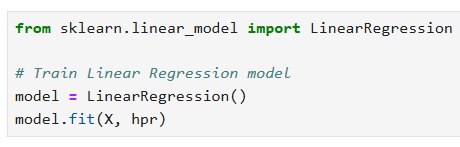 from sklearn.linear_model import LinearRegression
# Train Linear Regression model
model = LinearRegression()
model.fit(X, hpr)